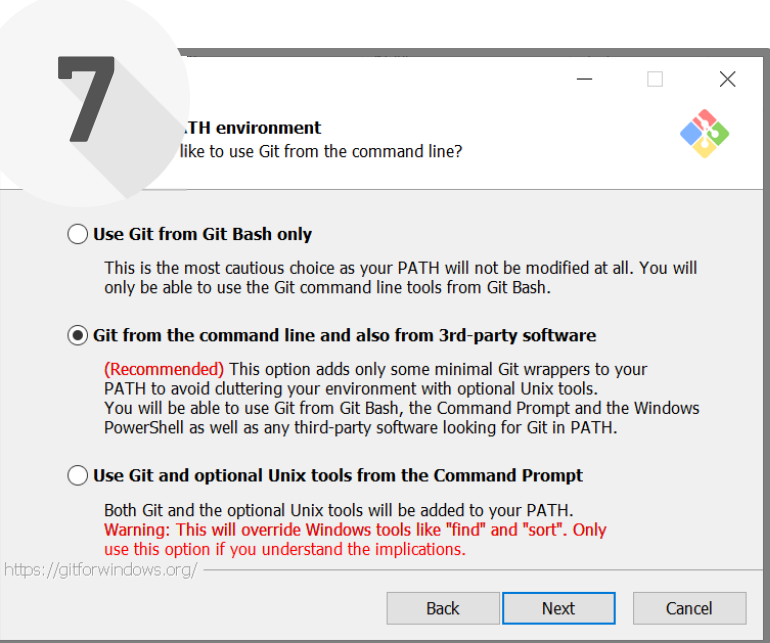 7
TH environment
like to use Git from the command line?
Use Git from Git Bash only
This is the most cautious choice as your PATH will not be modified at all. You will
only be able to use the Git command line tools from Git Bash.
Git from the command line and also from 3rd-party software
(Recommended) This option adds only some minimal Git wrappers to your
PATH to avoid cluttering your environment with optional Unix tools.
You will be able to use Git from Git Bash, the Command Prompt and the Windows
PowerShell as well as any third-party software looking for Git in PATH.
Use Git and optional Unix tools from the Command Prompt
Both Git and the optional Unix tools will be added to your PATH.
Warning: This will override Windows tools like "find" and "sort". Only
use this option if you understand the implications.
https://gitforwindows.org/
Back Next Cancel